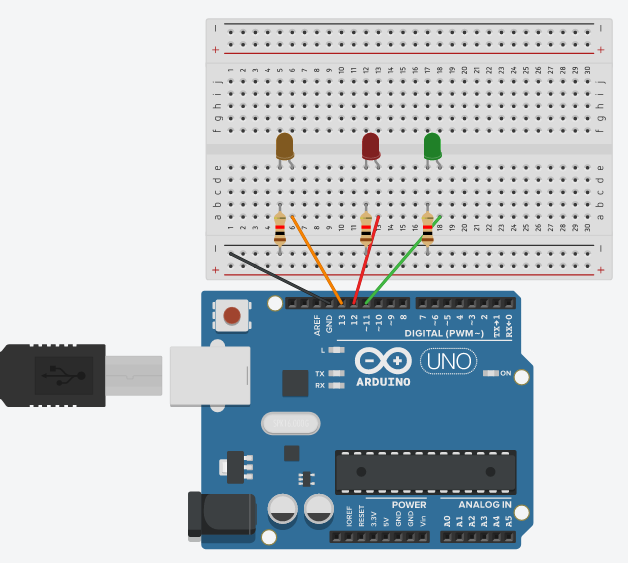 − −
+ +
1 2 3 4 5 6 7 8 9 10 11 12 13 14 15 16 17 18 19 20 21 22 23 24 25 26 27 28 29 30
j j
i i
h h
g g
f f
e e
d d
c c
b b
a a
1 2 3 4 5 6 7 8 9 10 11 13 14 15 16 18 19 20 21 22 23 24 25 26 27 28 29 30
− −
+ +
AREF
GND
13
12
~11
~10
~9
8
7
~6
~5
4
~3
2
TX→1
RX←0
DIGITAL (PWM~)
L
TX
RX
UNO
ARDUINO
ON
POWER
ANALOG IN
IOREF
RESET
3.3V
5V
GND
GND
Vin
A0
A1
A2
A3
A4
A5